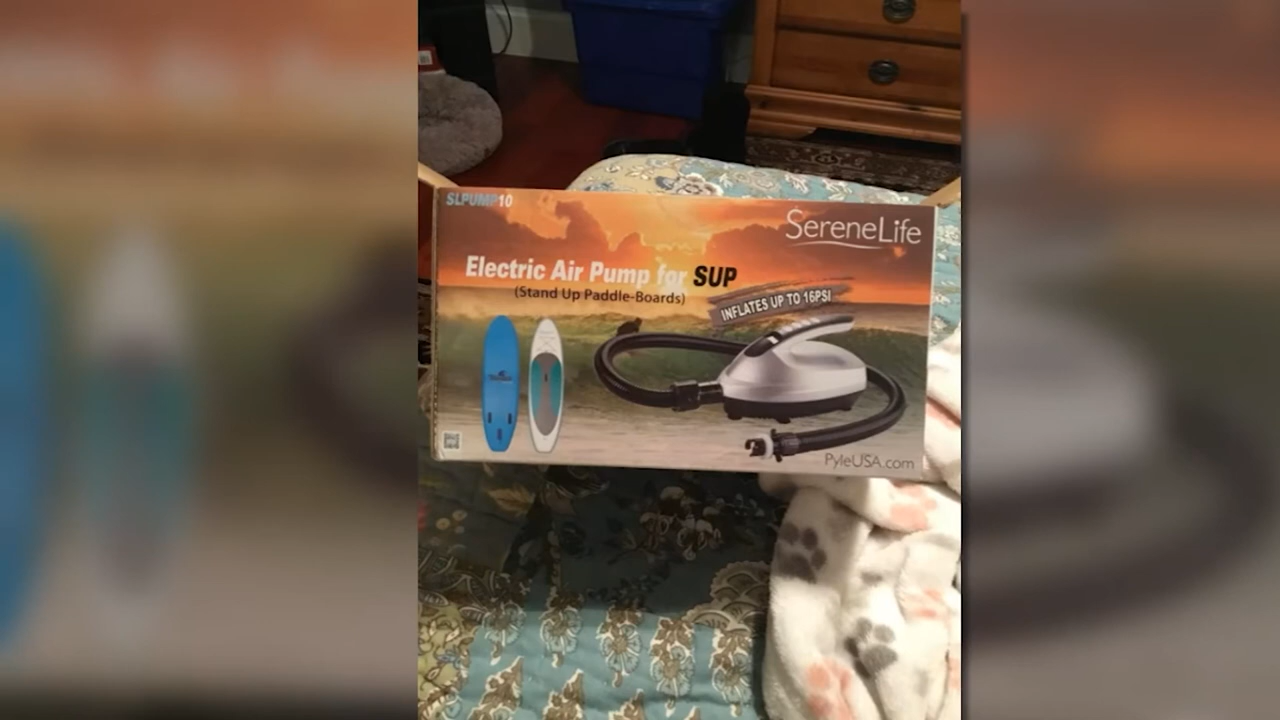 SLPUMP10
SereneLife
Electric Air Pump for SUP
(Stand Up Paddle-Boards)
INFLATES UP TO 16PSI
PyleUSA.com